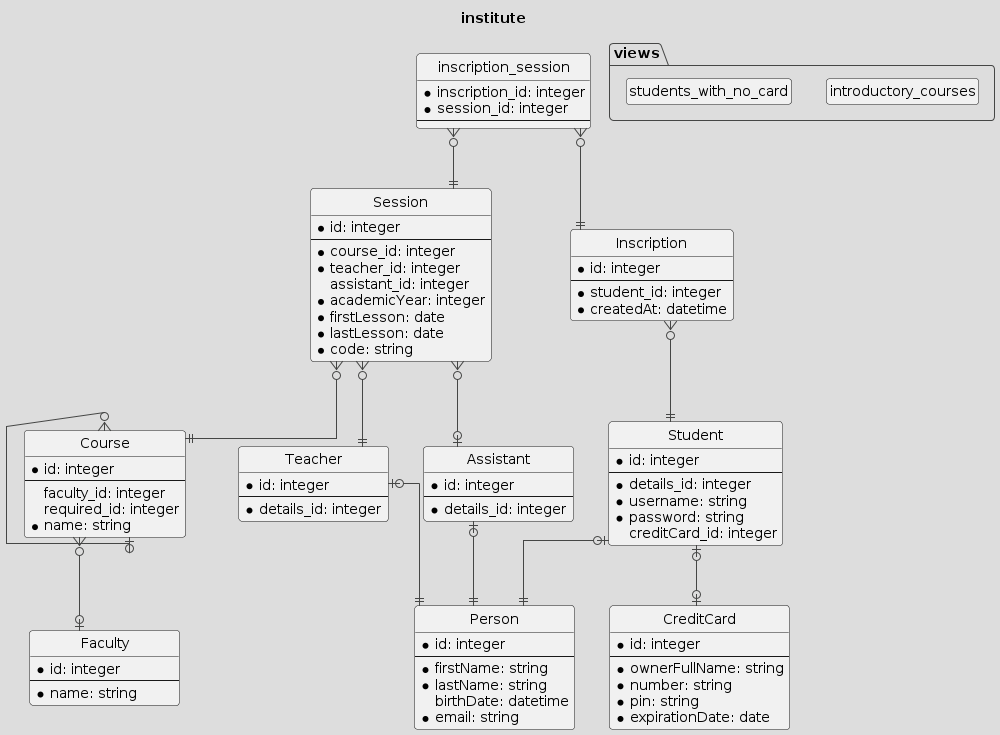 institute
views
students_with_no_card
introductory_courses
inscription_session
inscription_id: integer
session_id: integer
Session
id: integer
course_id: integer
teacher_id: integer
assistant_id: integer
academicYear: integer
firstLesson: date
lastLesson: date
code: string
Inscription
id: integer
student_id: integer
createdAt: datetime
Course
id: integer
faculty_id: integer
required_id: integer
name: string
Teacher
id: integer
details_id: integer
Assistant
id: integer
details_id: integer
Student
id: integer
details_id: integer
username: string
password: string
creditCard_id: integer
Faculty
id: integer
name: string
Person
id: integer
firstName: string
lastName: string
birthDate: datetime
email: string
CreditCard
id: integer
ownerFullName: string
number: string
pin: string
expirationDate: date